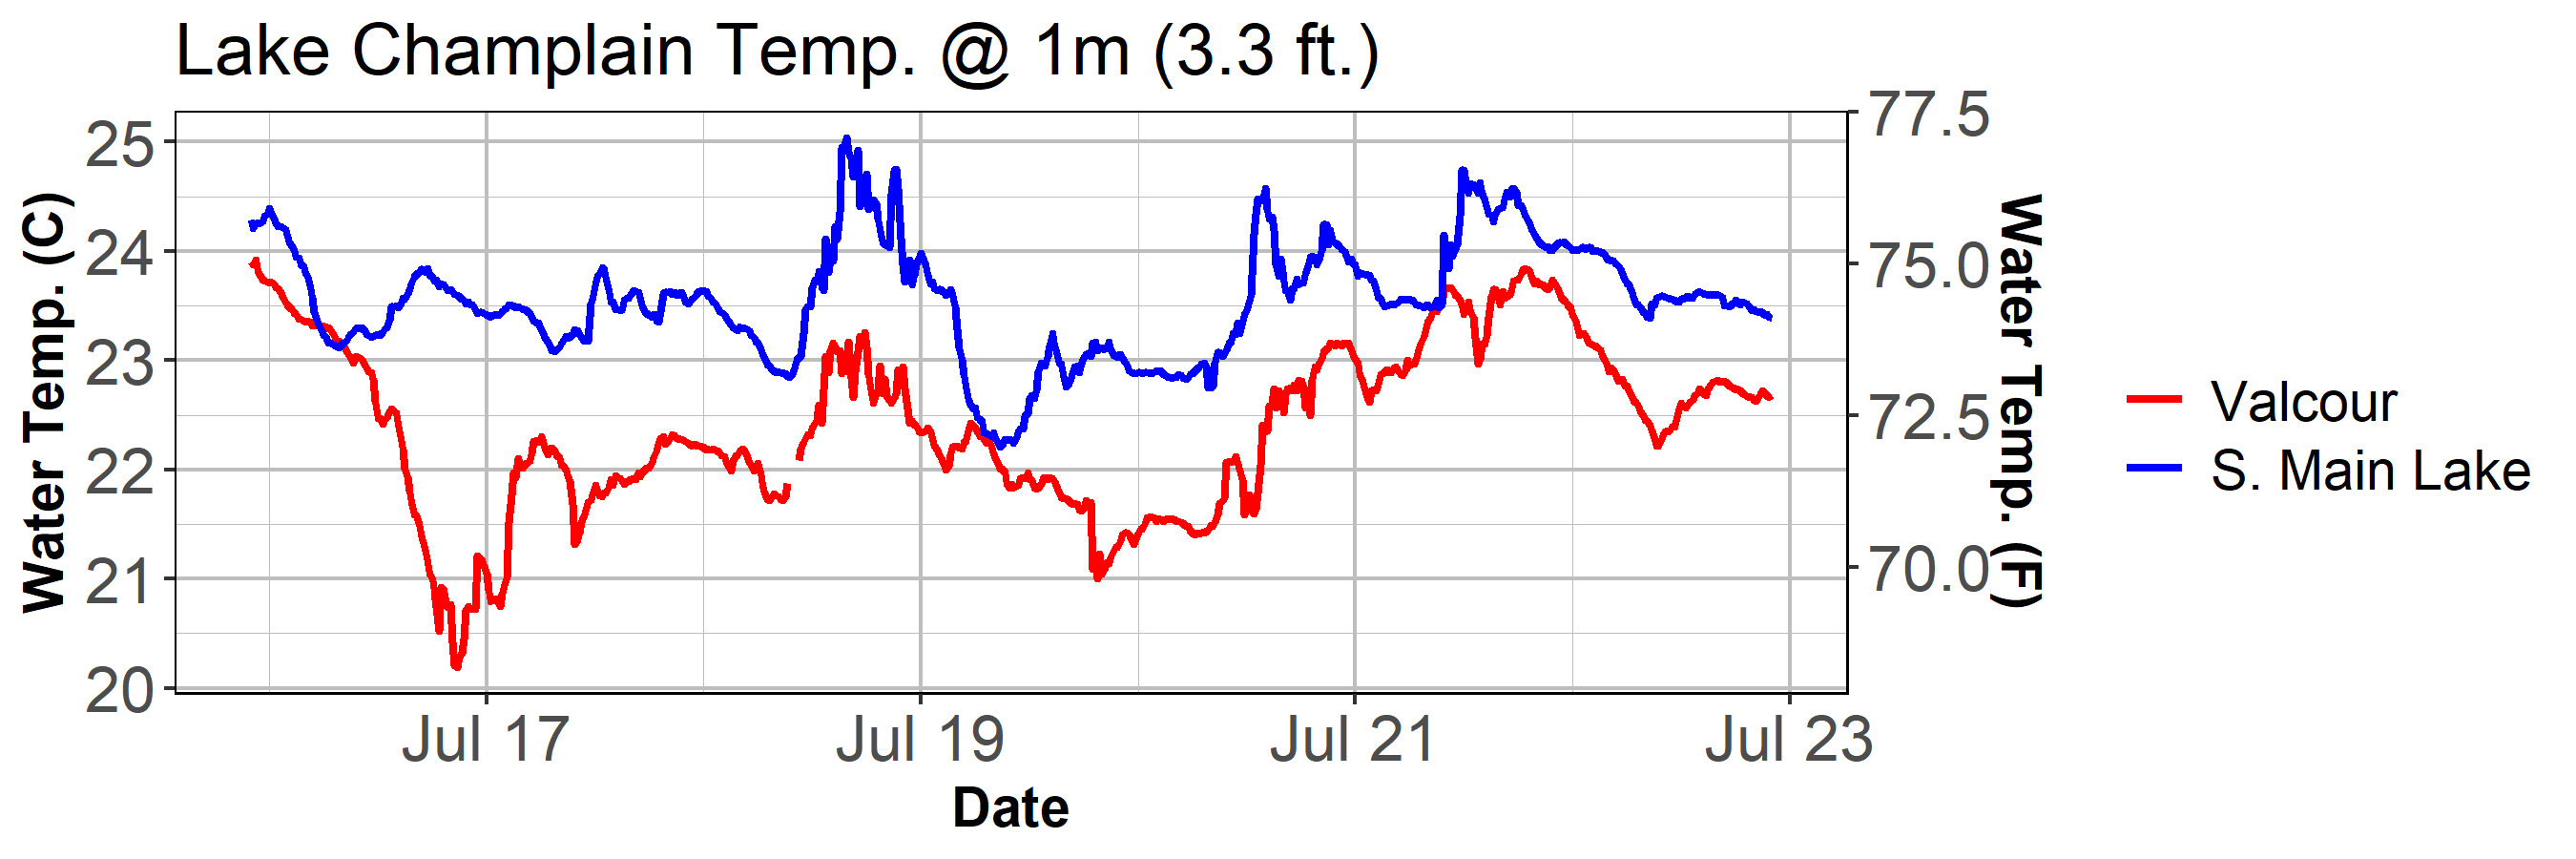 Lake Champlain Temp. @ 1m (3.3 ft.)
Water Temp. (C)
25
24
23
22
21
20
77.5
75.0
72.5
70.0
Water Temp. (F)
Jul 17
Jul 19
Jul 21
Jul 23
Date
Valcour
S. Main Lake